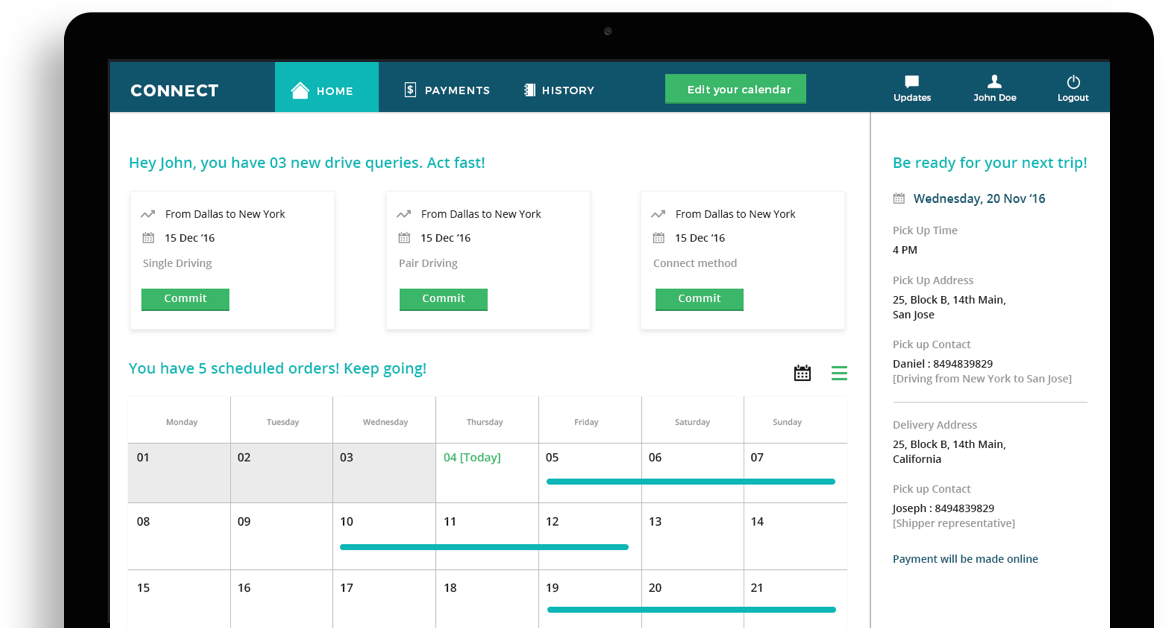 CONNECT
HOME
PAYMENTS
HISTORY
Edit your calendar
Updates
John Doe
Logout
Hey John, you have 03 new drive queries. Act fast!
From Dallas to New York
15 Dec ‘16
Single Driving
Commit
From Dallas to New York
15 Dec ‘16
Pair Driving
Commit
From Dallas to New York
15 Dec ‘16
Connect method
Commit
You have 5 scheduled orders! Keep going!
Monday Tuesday Wednesday Thursday Friday Saturday Sunday
01 02 03 04 [Today] 05 06 07
08 09 10 11 12 13 14
15 16 17 18 19 20 21
Be ready for your next trip!
Wednesday, 20 Nov ‘16
Pick Up Time
4 PM
Pick Up Address
25, Block B, 14th Main,
San Jose
Pick up Contact
Daniel : 8494839829
[Driving from New York to San Jose]
Delivery Address
25, Block B, 14th Main,
California
Pick up Contact
Joseph : 8494839829
[Shipper representative]
Payment will be made online